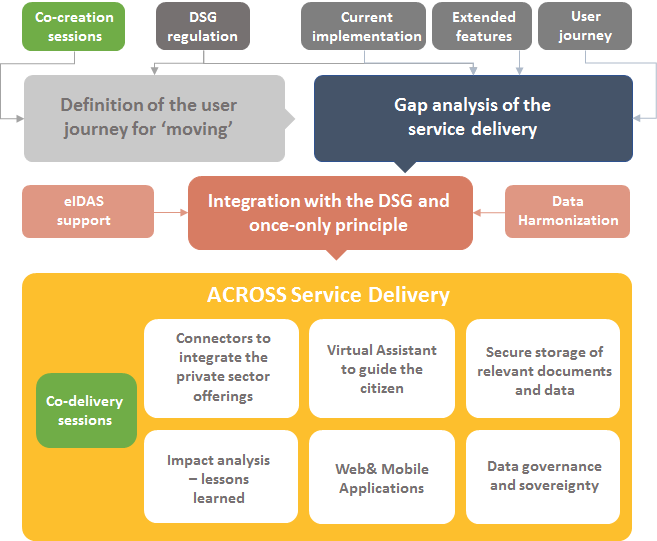 Co-creation
sessions
DSG
regulation
Current
implementation
Extended
features
User
journey
Definition of the user
journey for ‘moving’
Gap analysis of the
service delivery
eIDAS
support
Integration with the DSG and
once-only principle
Data
Harmonization
ACROSS Service Delivery
Co-delivery
sessions
Connectors to
integrate the
private sector
offerings
Virtual Assistant
to guide the
citizen
Secure storage of
relevant documents
and data
Impact analysis
– lessons
learned
Web& Mobile
Applications
Data governance
and sovereignty